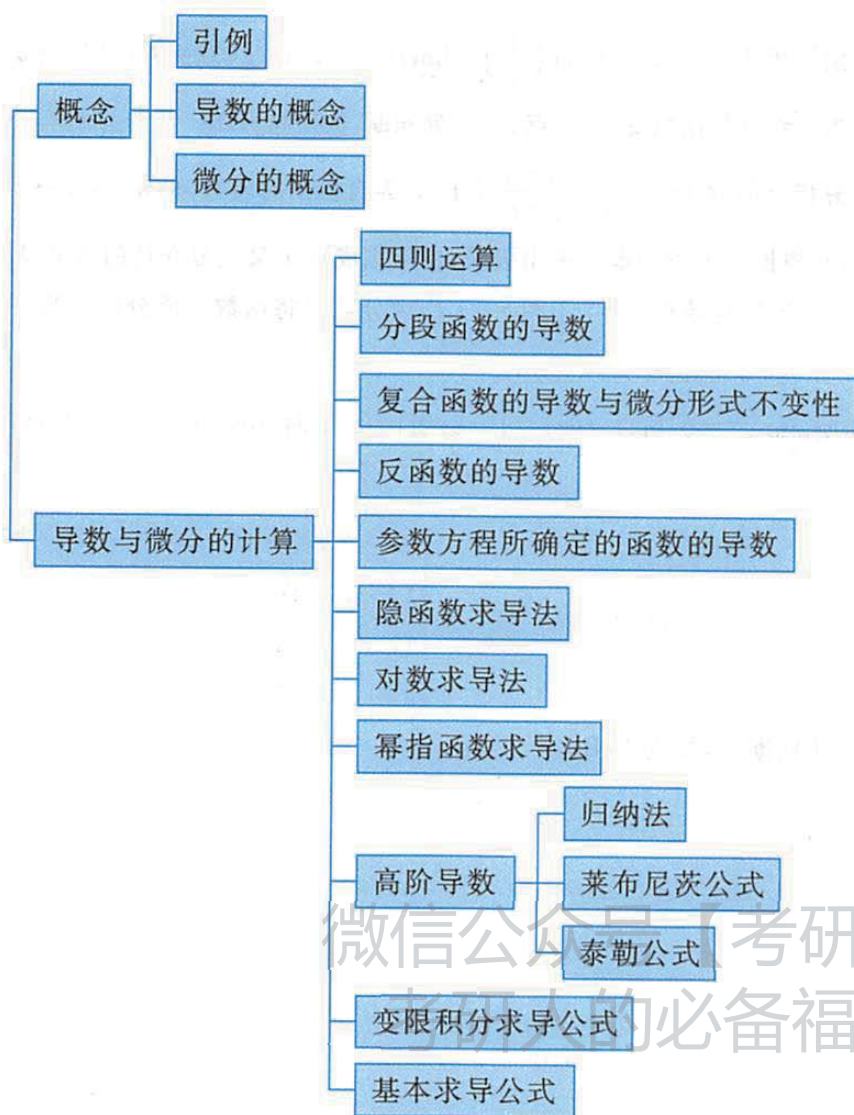 引例
概念
导数的概念
微分的概念
四则运算
分段函数的导数
复合函数的导数与微分形式不变性
反函数的导数
导数与微分的计算
参数方程所确定的函数的导数
隐函数求导法
对数求导法
幂指函数求导法
归纳法
高阶导数
莱布尼茨公式
微信公众号【考研
泰勒公式
考研人的必备福
变限积分求导公式
基本求导公式